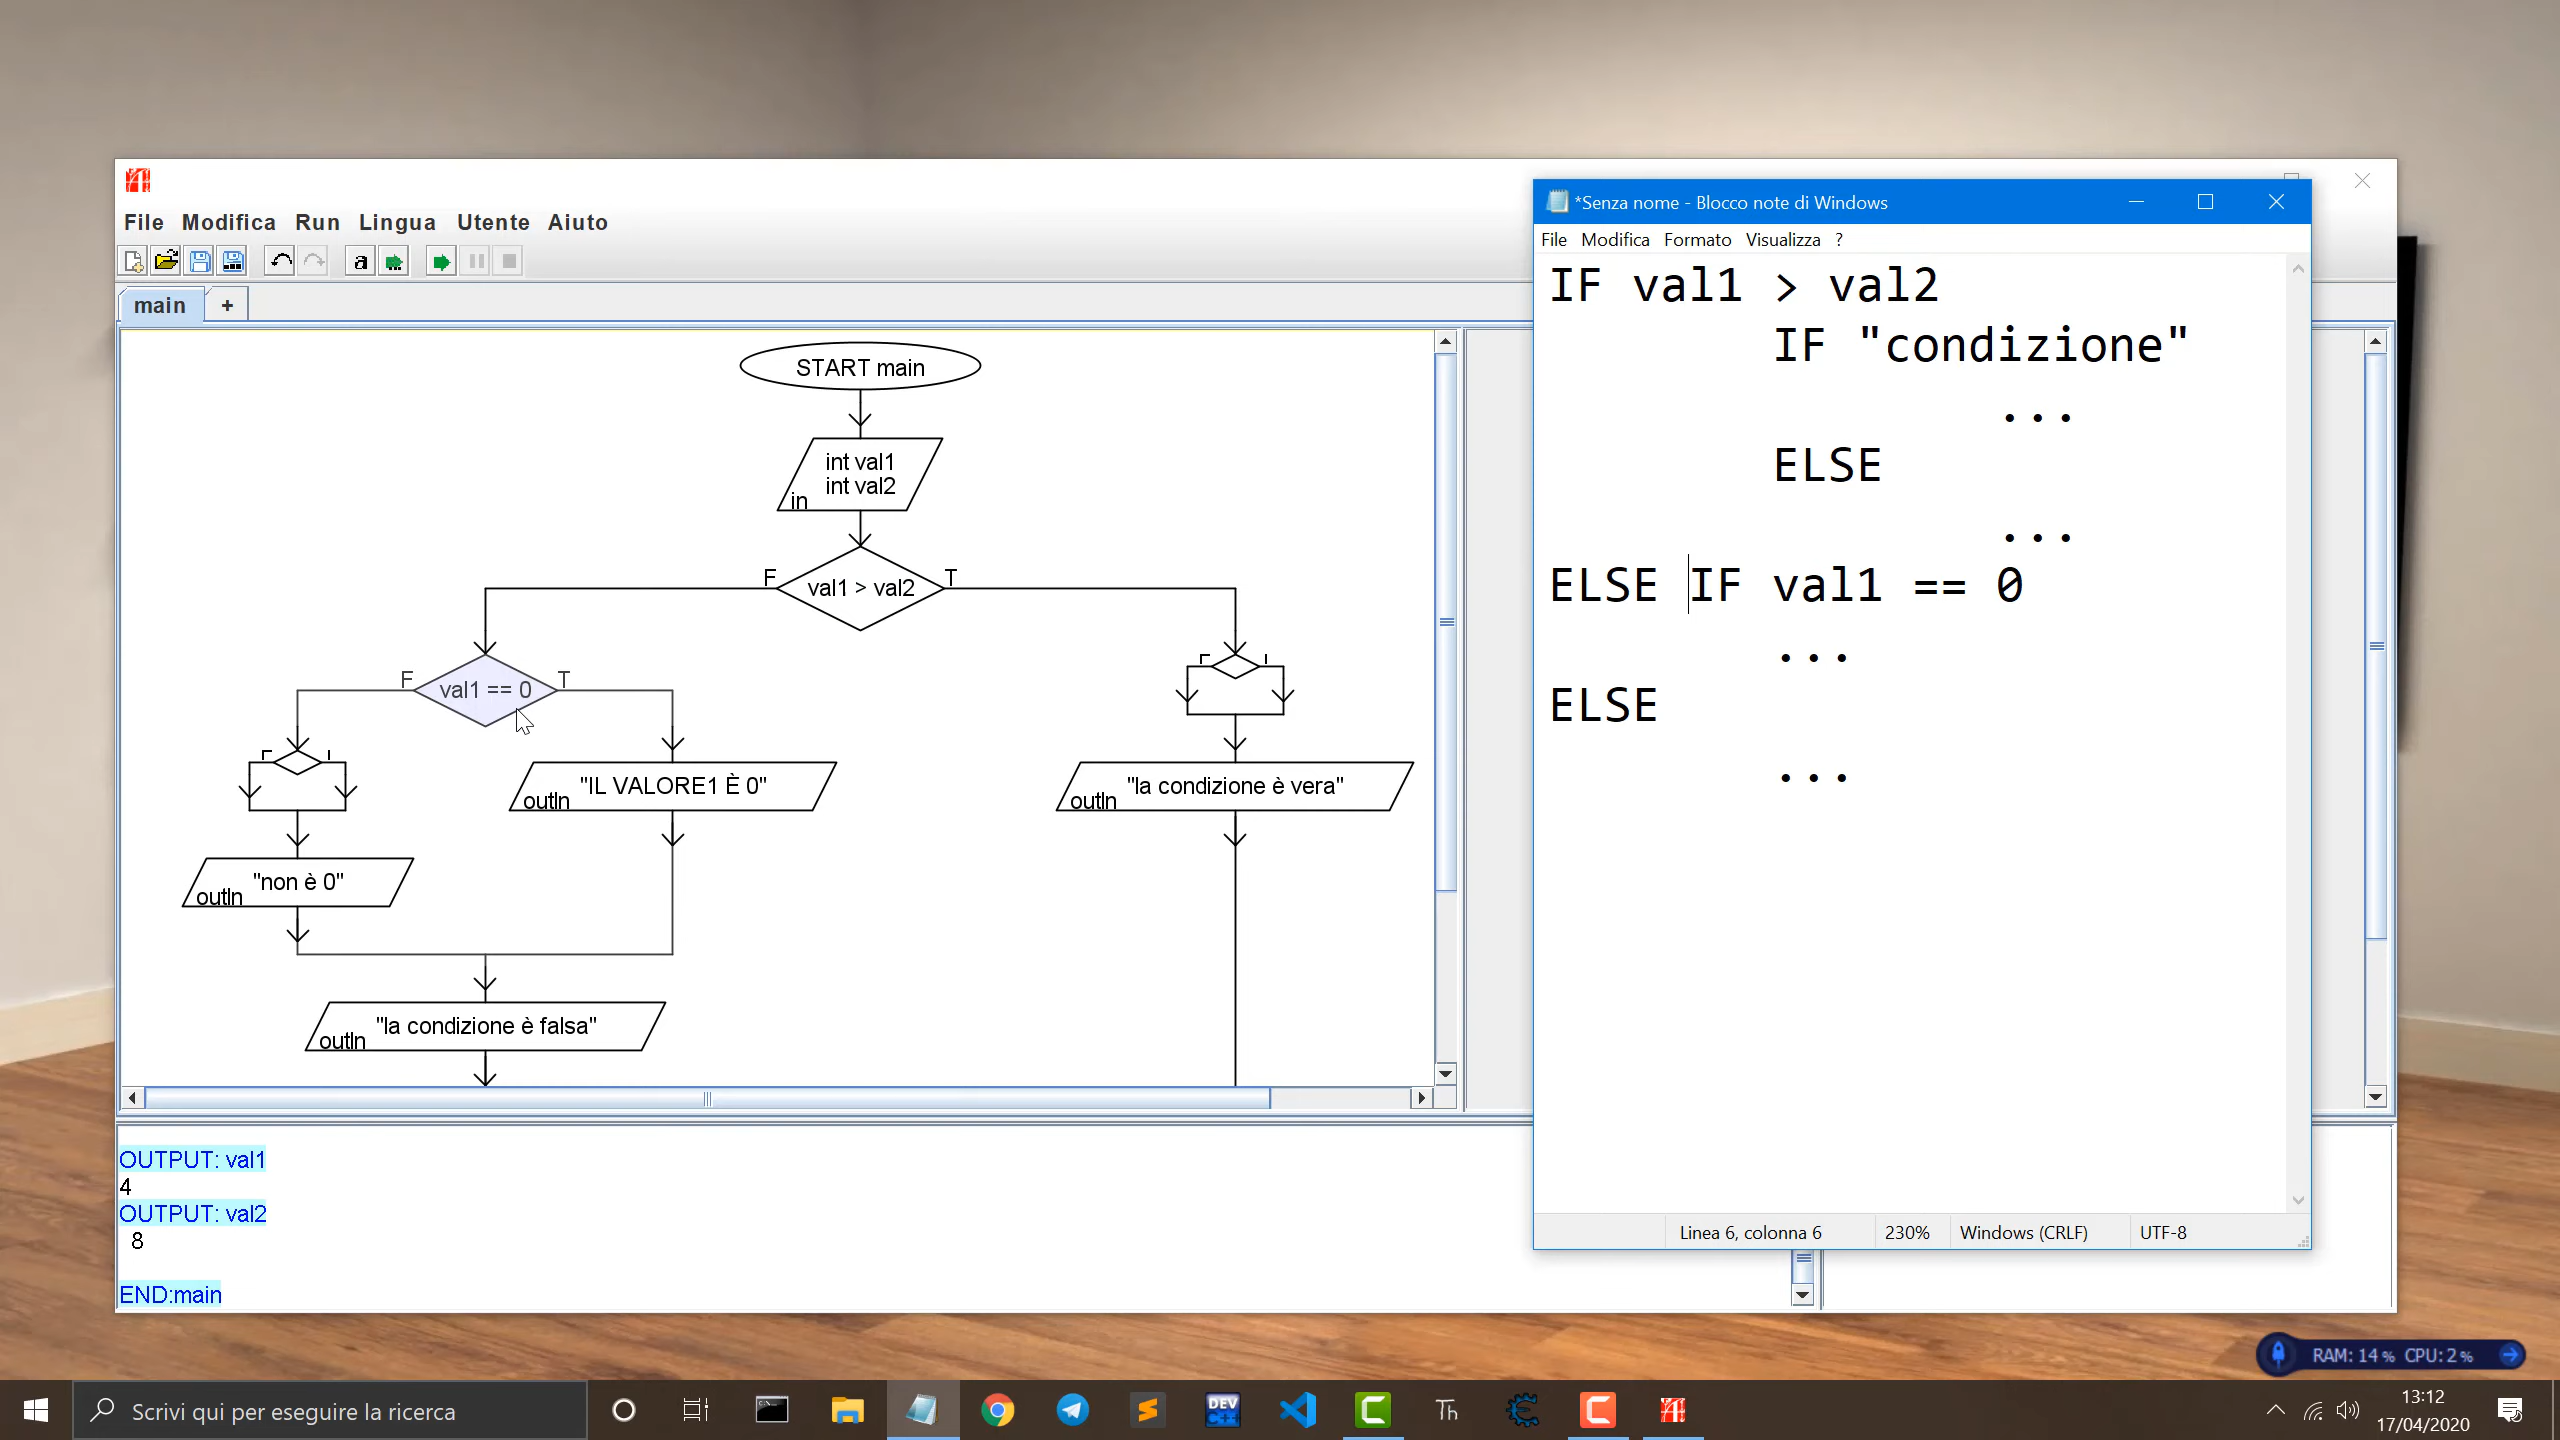 File Modifica Run Lingua Utente Aiuto
a
main +
START main
int val1
int val2
in
F val1 > val2 T
F val1 == 0 T
outln "IL VALORE1 È 0"
outln "la condizione è vera"
outln "non è 0"
outln "la condizione è falsa"
OUTPUT: val1
4
OUTPUT: val2
8
END:main
*Senza nome - Blocco note di Windows
File Modifica Formato Visualizza ?
IF val1 > val2
IF "condizione"
...
ELSE
...
ELSE IF val1 == 0
...
ELSE
...
Linea 6, colonna 6 230% Windows (CRLF) UTF-8
RAM: 14 % CPU: 2 %
Scrivi qui per eseguire la ricerca
DEV
C++
Th
13:12
17/04/2020